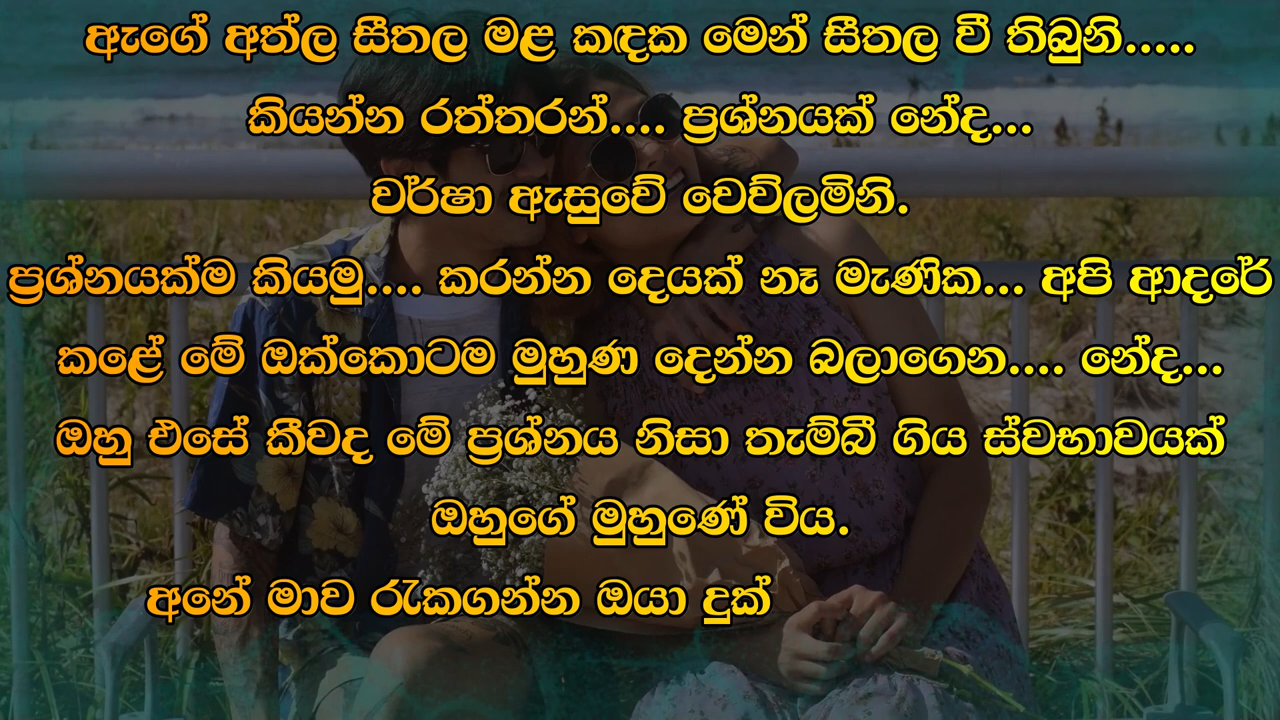 ඇගේ අත්ල සීතල මළ කඳක මෙන් සීතල වී තිබුනි.....
කියන්න රත්තරන්.... ප්‍රශ්නයක් නේද...
වර්ෂා ඇසුවේ වෙව්ලමිනි.
ප්‍රශ්නයක්ම කියමු.... කරන්න දෙයක් නෑ මැණික... අපි ආදරේ
කළේ මේ ඔක්කොටම මුහුණ දෙන්න බලාගෙන.... නේද...
ඔහු එසේ කීවද මේ ප්‍රශ්නය නිසා තැම්බී ගිය ස්වභාවයක්
ඔහුගේ මුහුණේ විය.
අනේ මාව රැකගන්න ඔයා දුක්